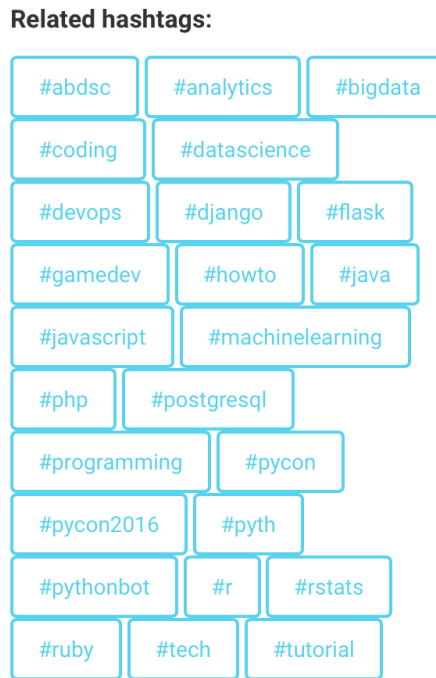 Related hashtags:
#abdsc #analytics #bigdata
#coding #datascience
#devops #django #flask
#gamedev #howto #java
#javascript #machinelearning
#php #postgresql
#programming #pycon
#pycon2016 #pyth
#pythonbot #r #rstats
#ruby #tech #tutorial